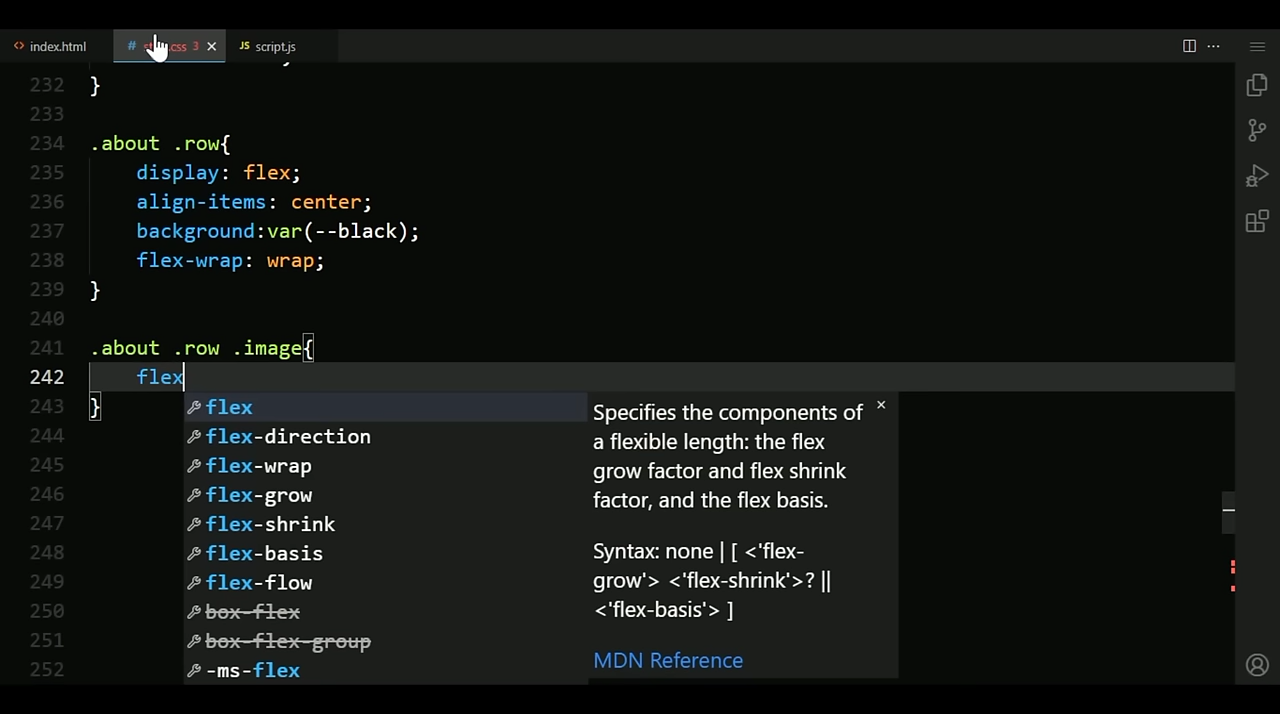 index.html
# .css 3
JS script.js
232 }
233
234 .about .row{
235 display: flex;
236 align-items: center;
237 background:var(--black);
238 flex-wrap: wrap;
239 }
240
241 .about .row .image{
242 flex
243 }
244
245
246
247
248
249
250
251
252
flex
flex-direction
flex-wrap
flex-grow
flex-shrink
flex-basis
flex-flow
box-flex
box-flex-group
-ms-flex
Specifies the components of
a flexible length: the flex
grow factor and flex shrink
factor, and the flex basis.
Syntax: none | [ <'flex-
grow'> <'flex-shrink'>? ||
<'flex-basis'> ]
MDN Reference